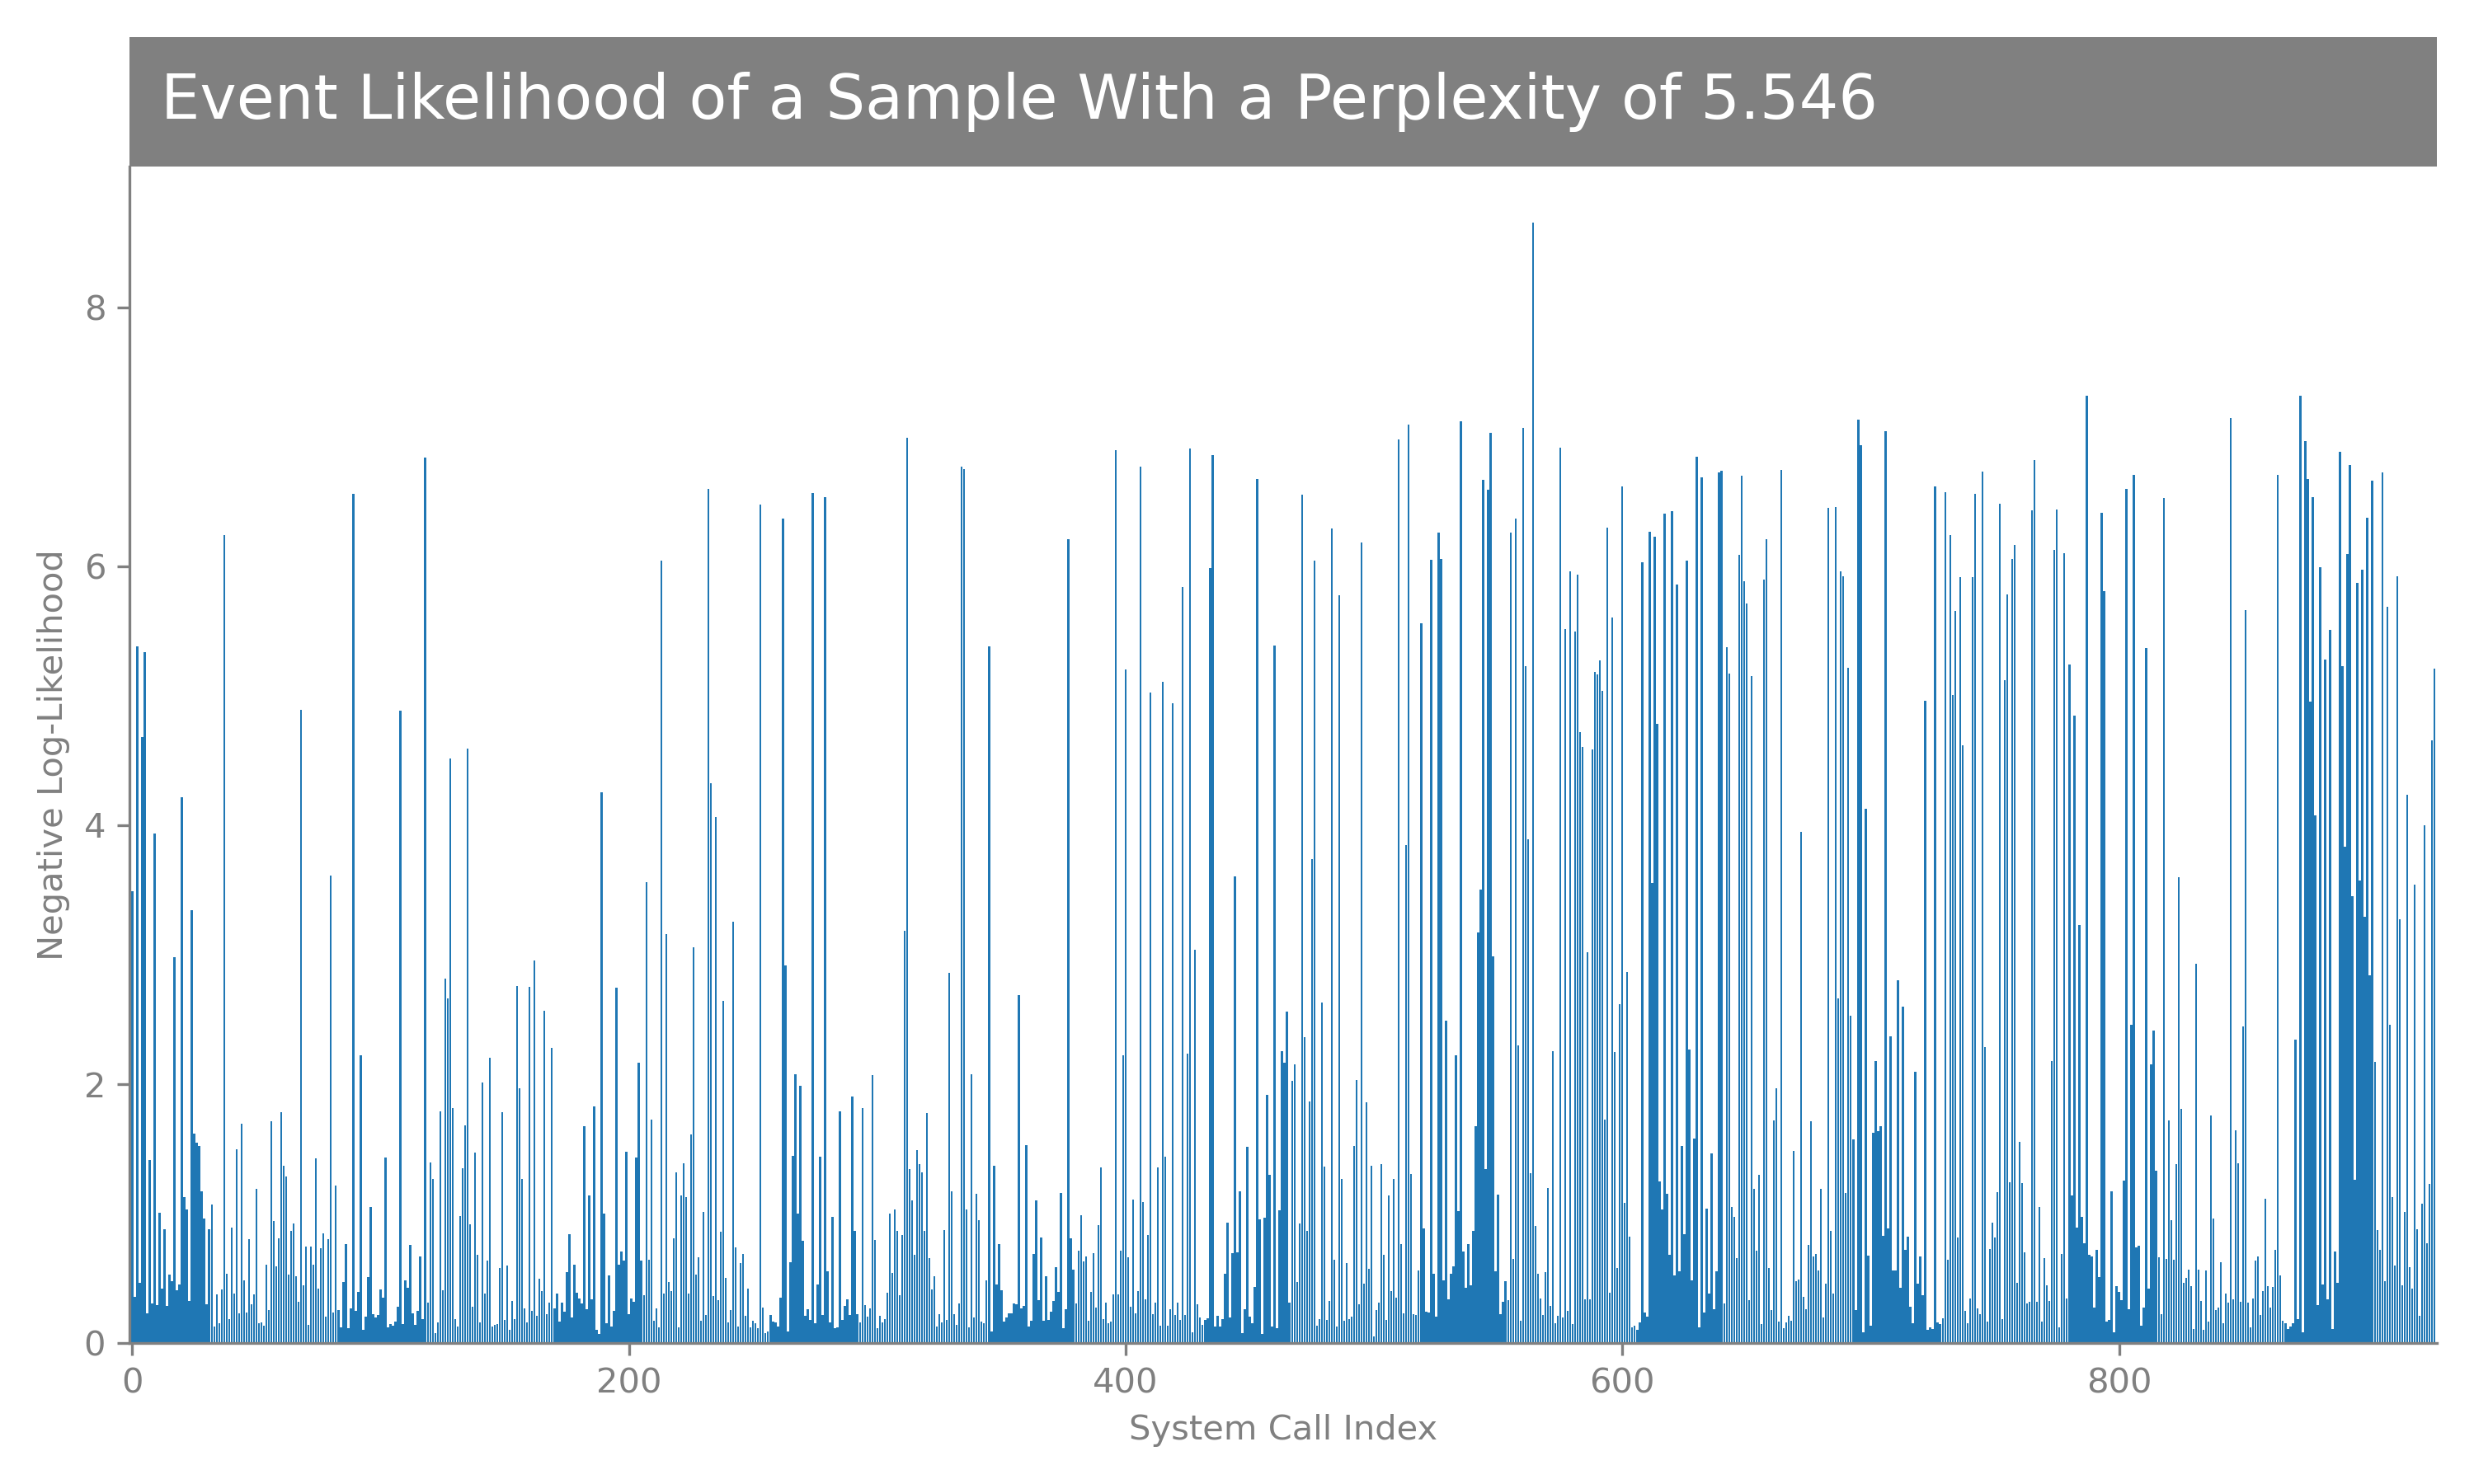 Event Likelihood of a Sample With a Perplexity of 5.546
Negative Log-Likelihood
8
6
4
2
0
0 200 400 600 800
System Call Index